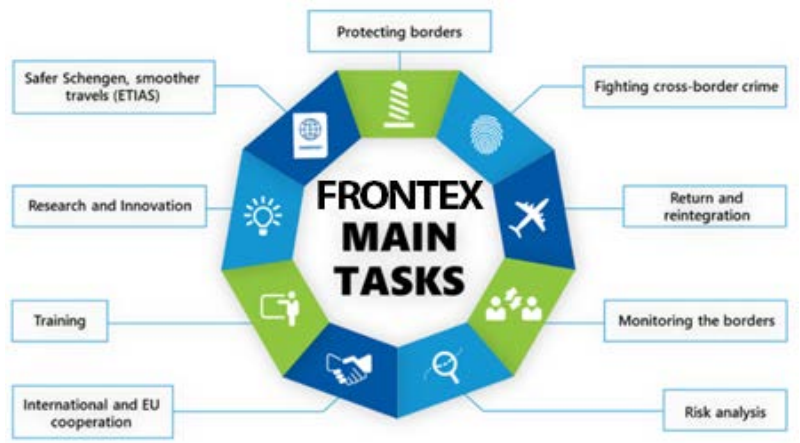 Protecting borders
Safer Schengen, smoother
travels (ETIAS)
Fighting cross-border crime
Research and Innovation
Return and
reintegration
FRONTEX
MAIN
TASKS
Training
Monitoring the borders
International and EU
cooperation
Risk analysis